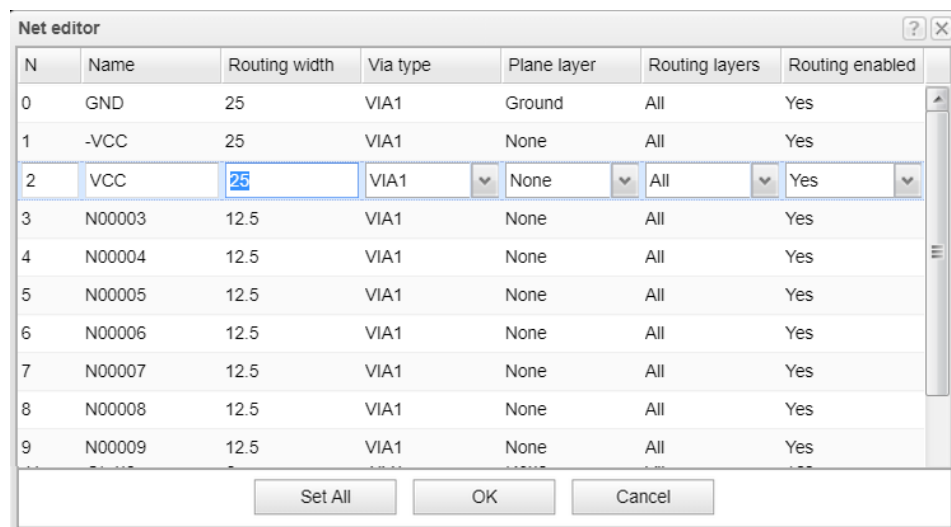 Net editor
N Name Routing width Via type Plane layer Routing layers Routing enabled
0 GND 25 VIA1 Ground All Yes
1 -VCC 25 VIA1 None All Yes
2 VCC 25 VIA1 None All Yes
3 N00003 12.5 VIA1 None All Yes
4 N00004 12.5 VIA1 None All Yes
5 N00005 12.5 VIA1 None All Yes
6 N00006 12.5 VIA1 None All Yes
7 N00007 12.5 VIA1 None All Yes
8 N00008 12.5 VIA1 None All Yes
9 N00009 12.5 VIA1 None All Yes
Set All OK Cancel